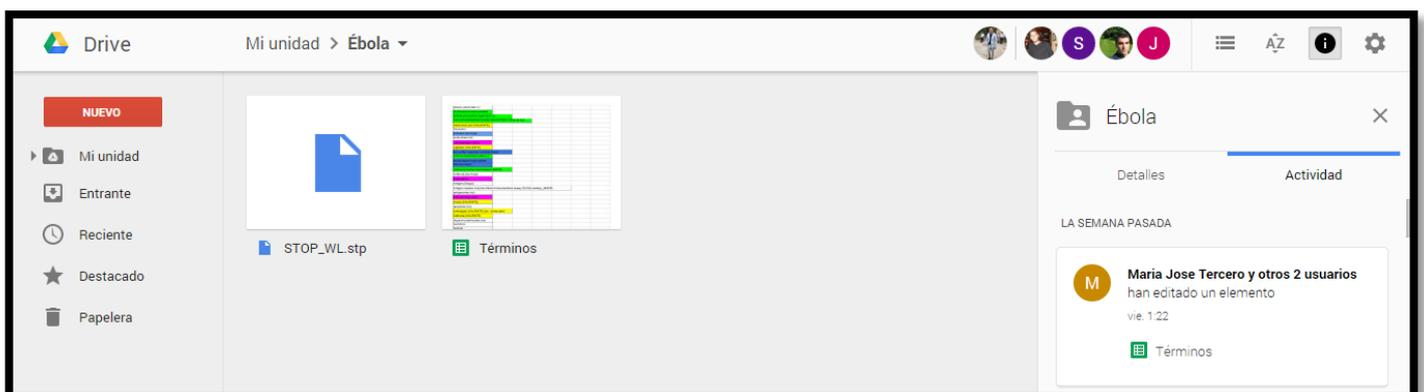 Drive
Mi unidad > Ébola
S
J
AZ
i
NUEVO
Mi unidad
Entrante
Reciente
Destacado
Papelera
STOP_WL.stp
Términos
Ébola
Detalles
Actividad
LA SEMANA PASADA
M
Maria Jose Tercero y otros 2 usuarios
han editado un elemento
vie. 1:22
Términos